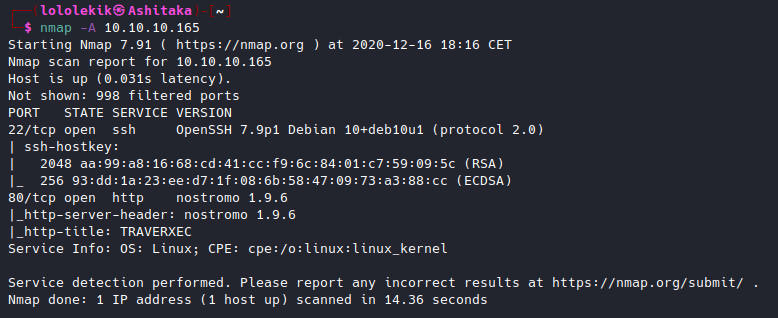 (lololekik㉿Ashitaka)-[~]
$ nmap -A 10.10.10.165
Starting Nmap 7.91 ( https://nmap.org ) at 2020-12-16 18:16 CET
Nmap scan report for 10.10.10.165
Host is up (0.031s latency).
Not shown: 998 filtered ports
PORT   STATE SERVICE VERSION
22/tcp open  ssh     OpenSSH 7.9p1 Debian 10+deb10u1 (protocol 2.0)
| ssh-hostkey:
|   2048 aa:99:a8:16:68:cd:41:cc:f9:6c:84:01:c7:59:09:5c (RSA)
|_  256 93:dd:1a:23:ee:d7:1f:08:6b:58:47:09:73:a3:88:cc (ECDSA)
80/tcp open  http    nostromo 1.9.6
|_http-server-header: nostromo 1.9.6
|_http-title: TRAVERXEC
Service Info: OS: Linux; CPE: cpe:/o:linux:linux_kernel
Service detection performed. Please report any incorrect results at https://nmap.org/submit/ .
Nmap done: 1 IP address (1 host up) scanned in 14.36 seconds